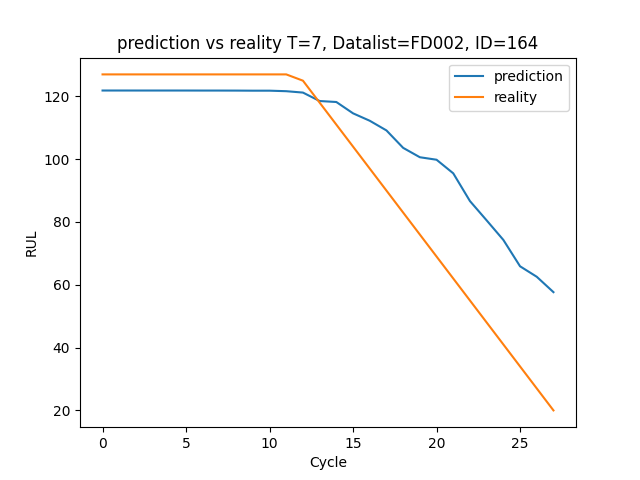 prediction vs reality T=7, Datalist=FD002, ID=164
prediction
reality
120
100
80
60
40
20
RUL
0 5 10 15 20 25
Cycle